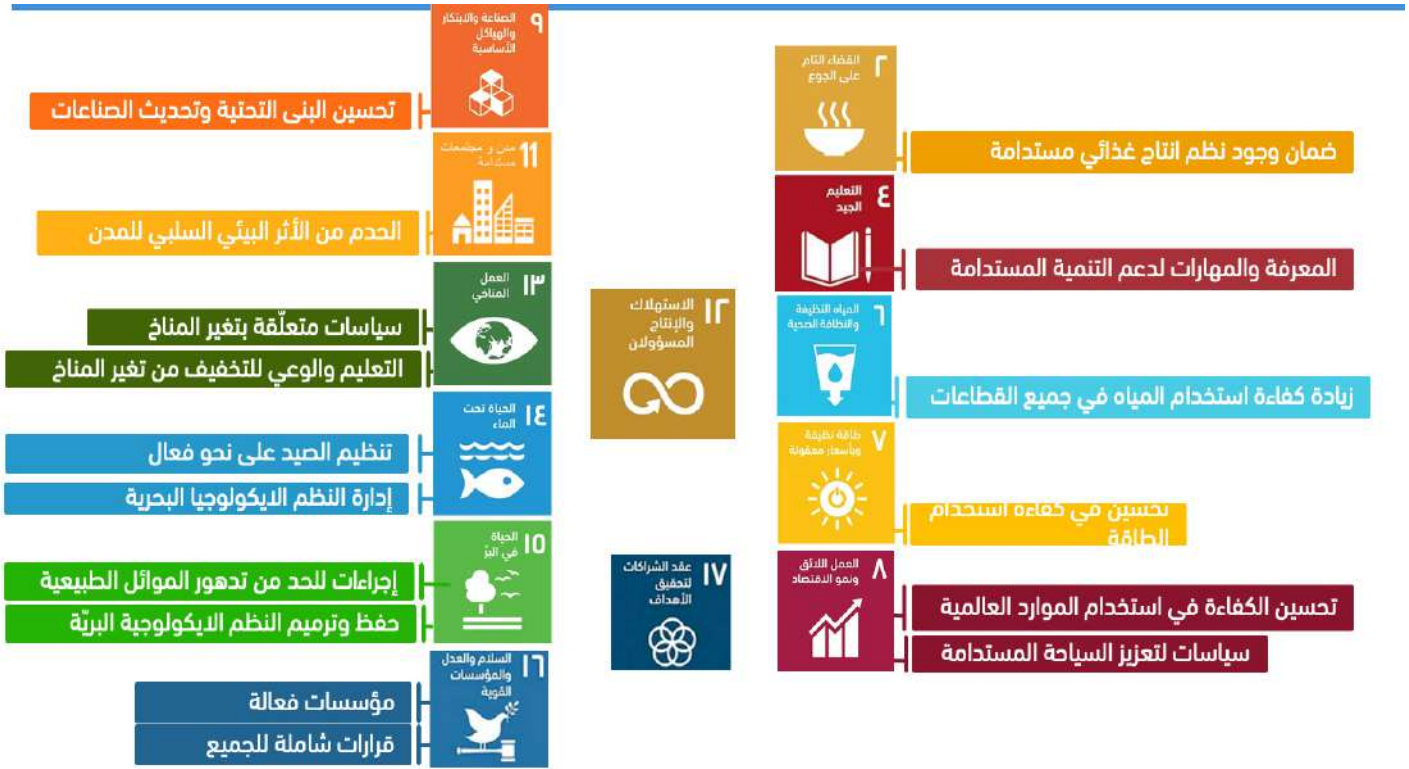 ٢ القضاء التام
على الجوع
ضمان وجود نظم انتاج غذائي مستدامة
٤ التعليم
الجيد
المعرفة والمهارات لدعم التنمية المستدامة
٦ المياه النظيفة
والنظافة الصحية
زيادة كفاءة استخدام المياه في جميع القطاعات
٧ طاقة نظيفة
وبأسعار معقولة
تحسين في كفاءة استخدام
الطاقة
٨ العمل اللائق
ونمو الاقتصاد
تحسين الكفاءة في استخدام الموارد العالمية
سياسات لتعزيز السياحة المستدامة
١٢ الاستهلاك
والإنتاج
المسؤولان
١٧ عقد الشراكات
لتحقيق
الأهداف
٩ الصناعة والابتكار
والهياكل
الأساسية
تحسين البنى التحتية وتحديث الصناعات
11 مدن و مجتمعات
مستدامة
الحدم من الأثر البيئي السلبي للمدن
١٣ العمل
المناخي
سياسات متعلّقة بتغير المناخ
التعليم والوعي للتخفيف من تغير المناخ
١٤ الحياة تحت
الماء
تنظيم الصيد على نحو فعال
إدارة النظم الايكولوجيا البحرية
١٥ الحياة
في البرّ
إجراءات للحد من تدهور الموائل الطبيعية
حفظ وترميم النظم الايكولوجية البريّة
١٦ السلام والعدل
والمؤسسات
القوية
مؤسسات فعالة
قرارات شاملة للجميع